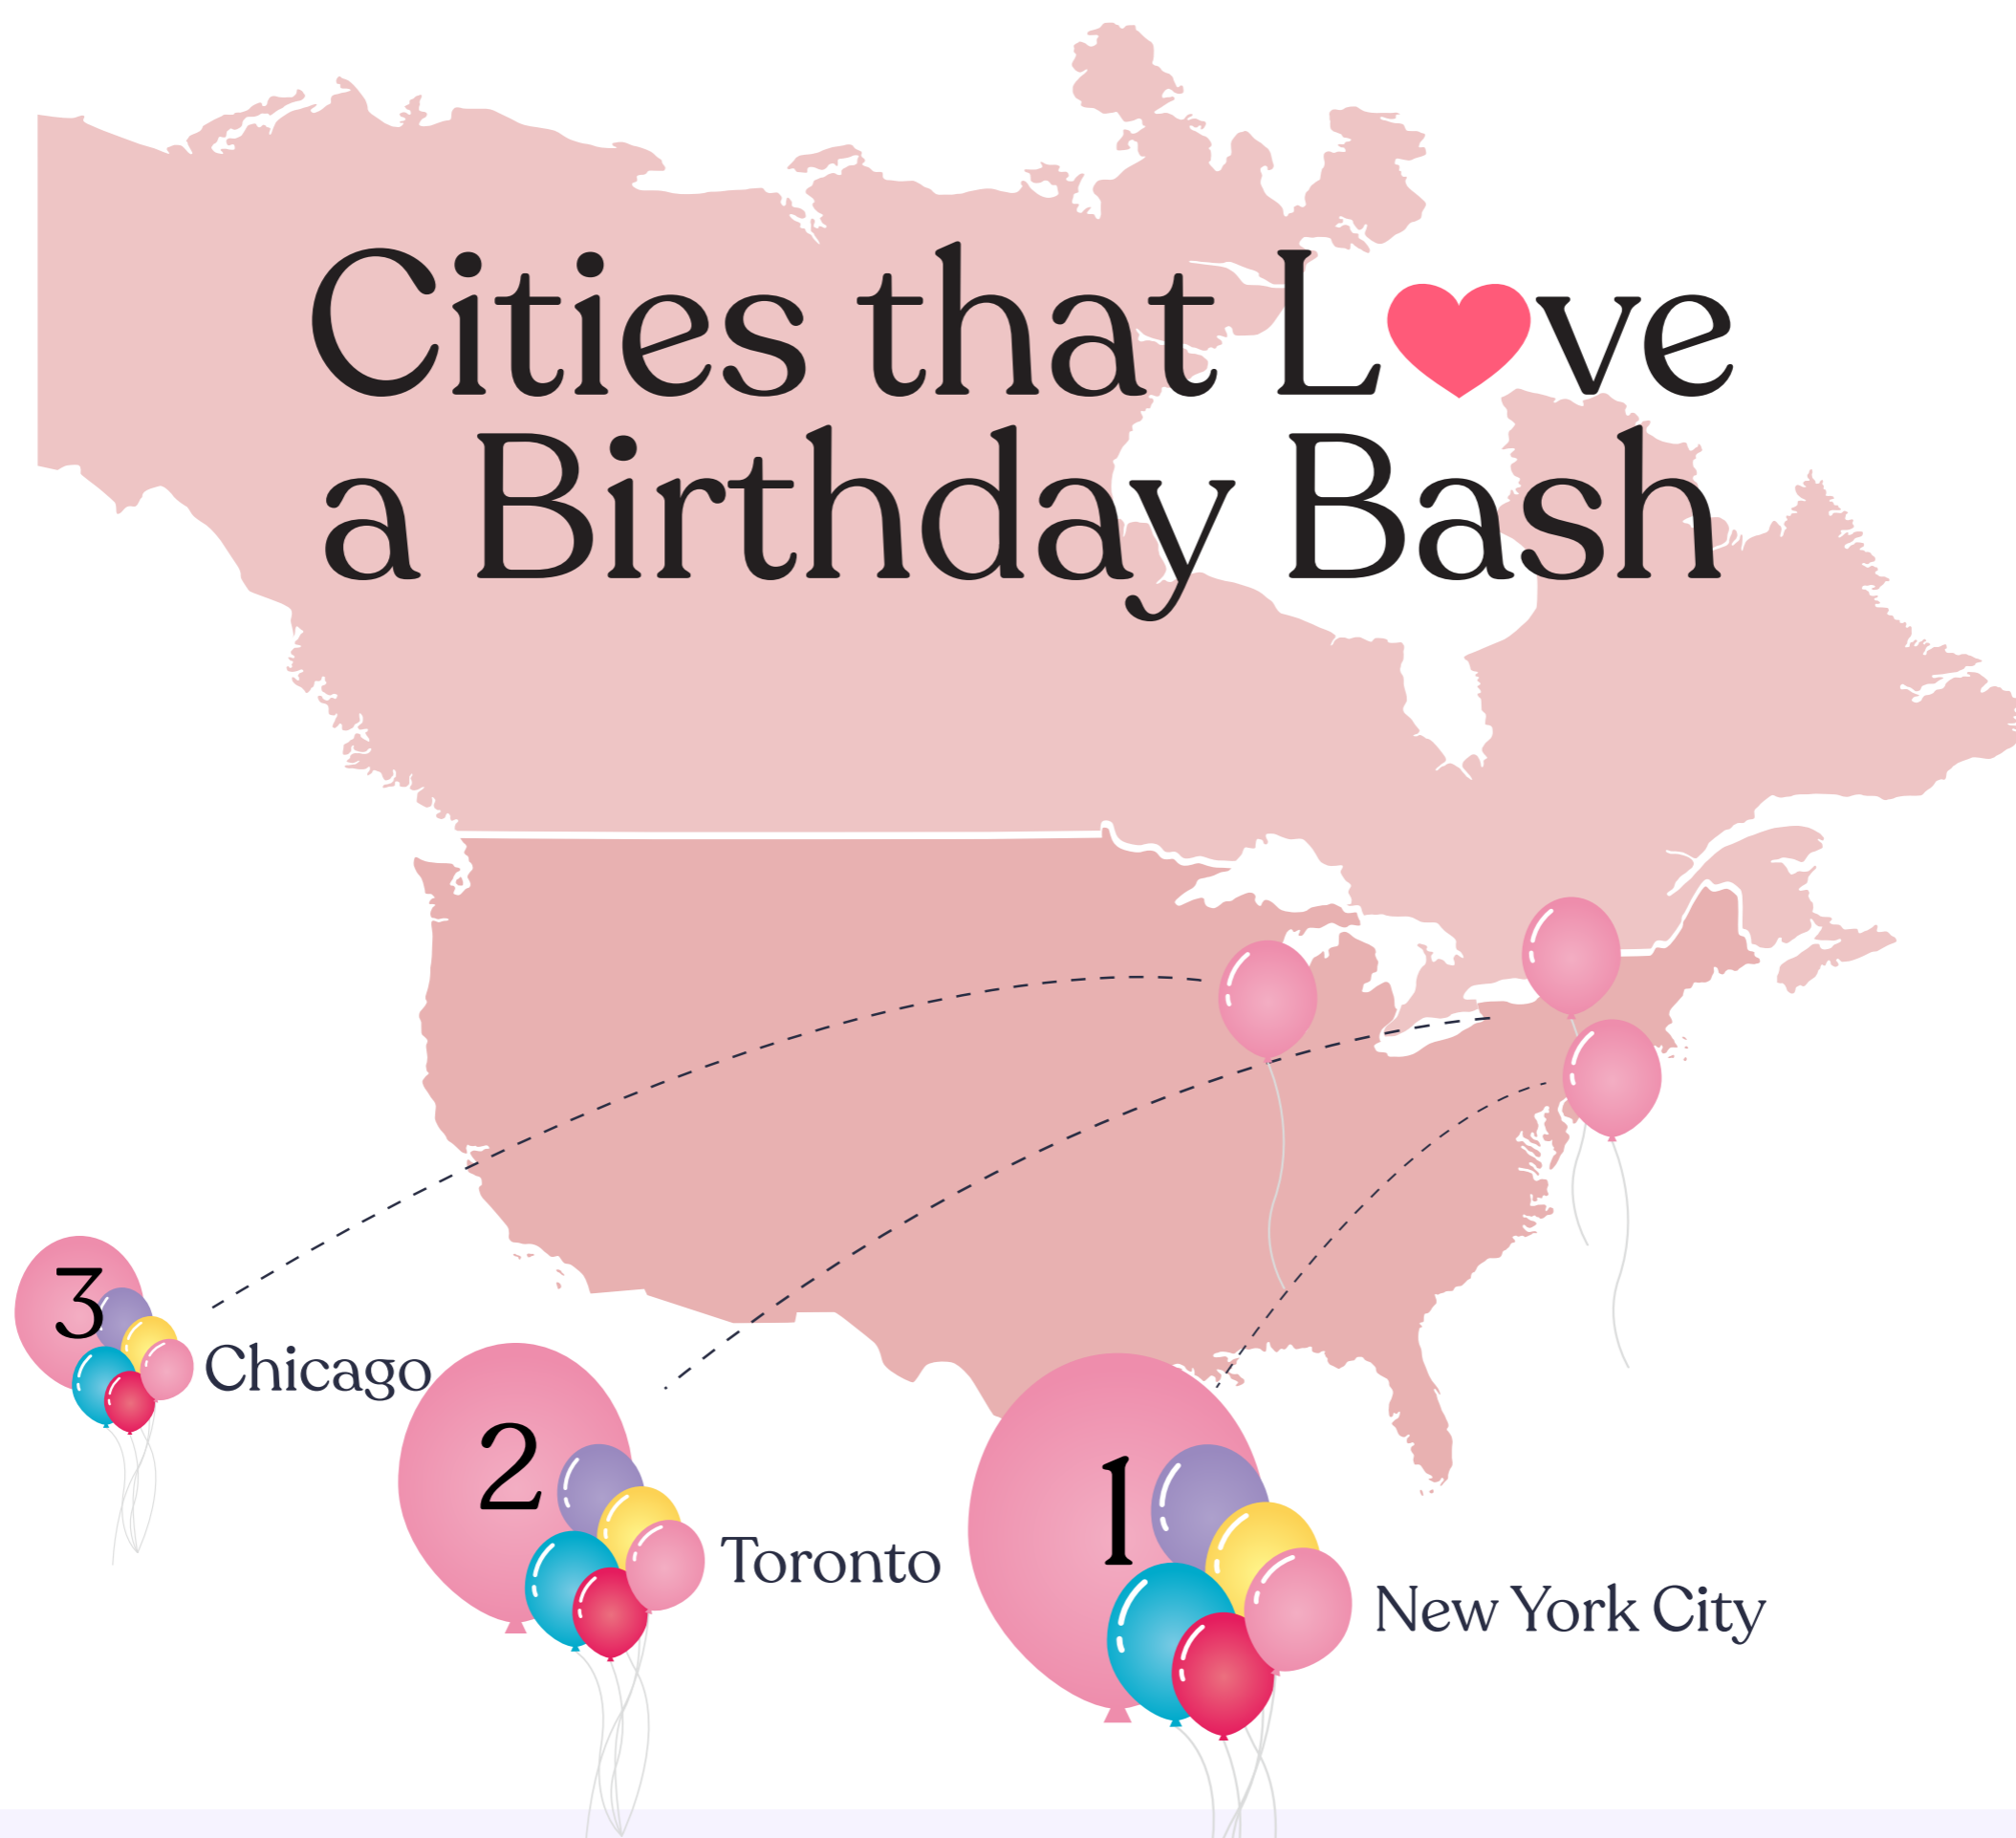 Cities that L❤ve
a Birthday Bash
3
Chicago
2
Toronto
1
New York City